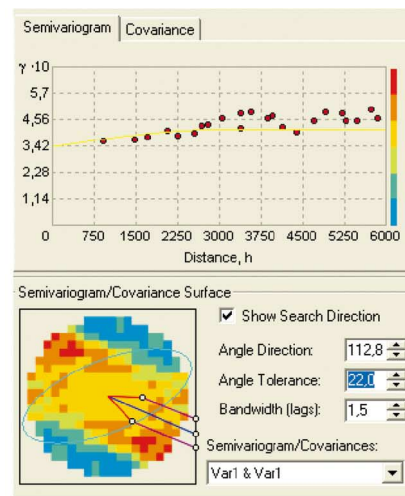 Semivariogram Covariance
γ ·10
5,7
4,56
3,42
2,28
1,14
0 750 1500 2250 3000 3750 4500 5250 6000
Distance, h
Semivariogram/Covariance Surface
Show Search Direction
Angle Direction: 112,8
Angle Tolerance: 22,0
Bandwidth (lags): 1,5
Semivariogram/Covariances:
Var1 & Var1